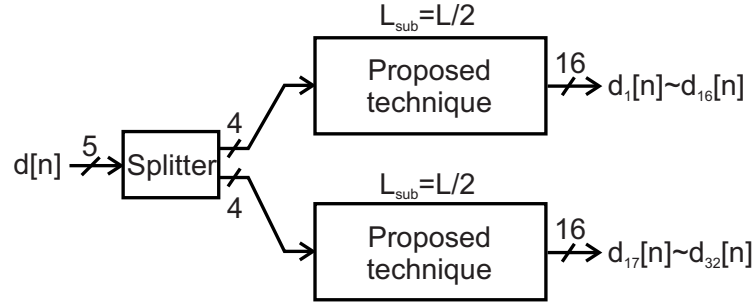 L_sub=L/2
Proposed
technique
16
d_1[n]~d_16[n]
d[n]
5
Splitter
4
4
L_sub=L/2
Proposed
technique
16
d_17[n]~d_32[n]